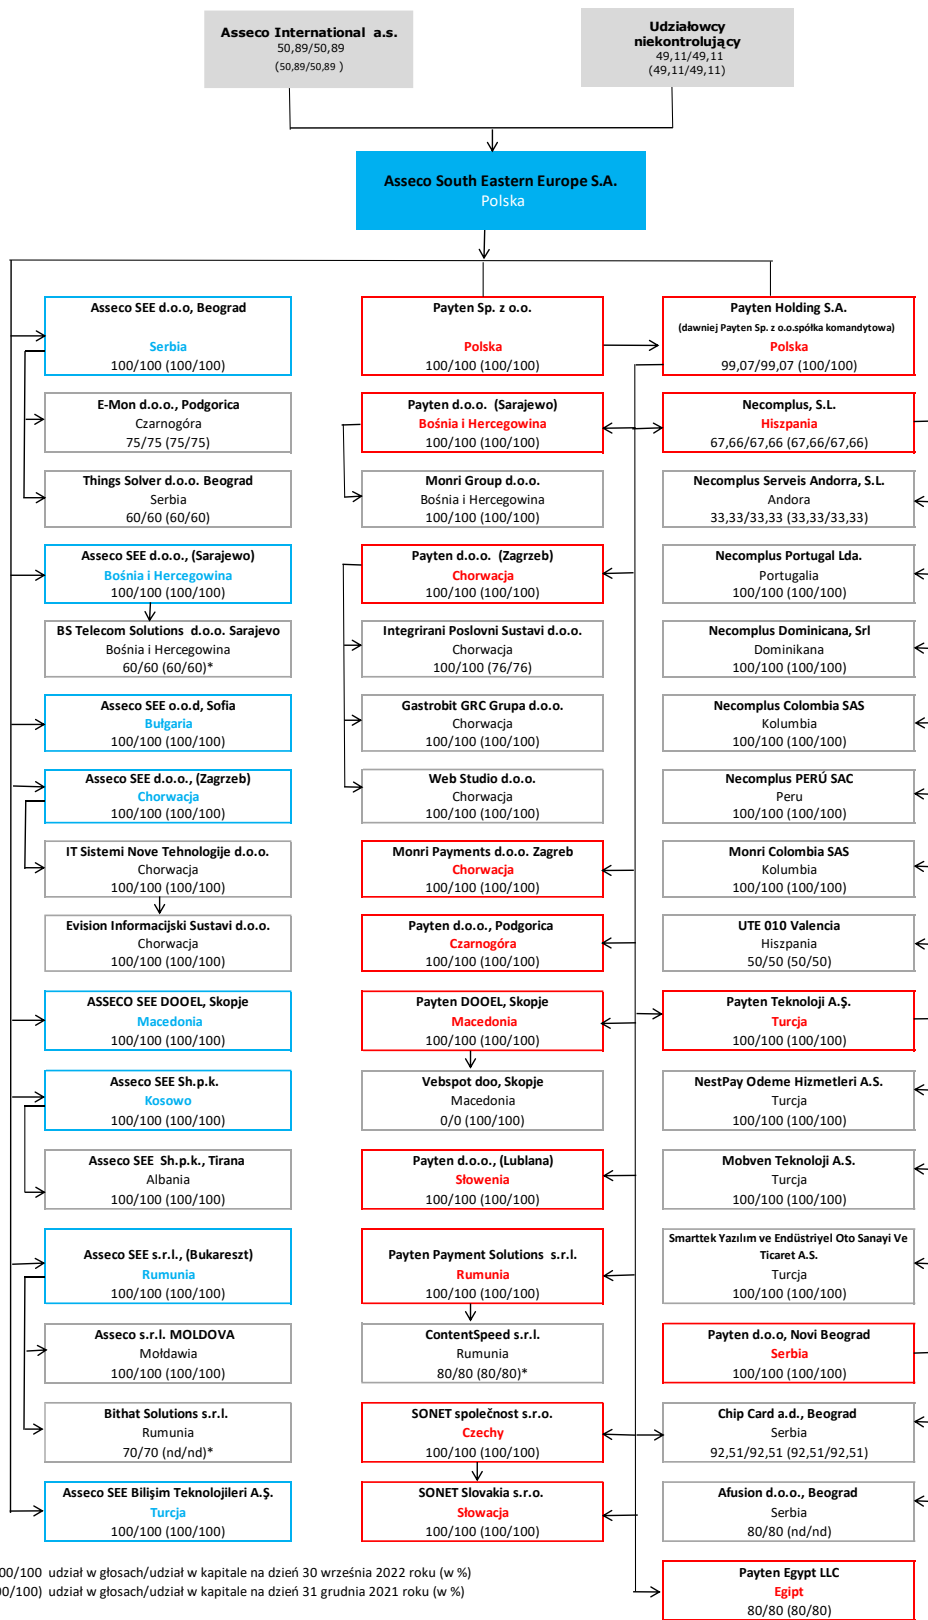 Asseco International a.s.
50,89/50,89
(50,89/50,89 )
Udziałowcy
niekontrolujący
49,11/49,11
(49,11/49,11)
Asseco South Eastern Europe S.A.
Polska
Asseco SEE d.o.o, Beograd
Serbia
100/100 (100/100)
E-Mon d.o.o., Podgorica
Czarnogóra
75/75 (75/75)
Things Solver d.o.o. Beograd
Serbia
60/60 (60/60)
Asseco SEE d.o.o., (Sarajewo)
Bośnia i Hercegowina
100/100 (100/100)
BS Telecom Solutions d.o.o. Sarajevo
Bośnia i Hercegowina
60/60 (60/60)*
Asseco SEE o.o.d, Sofia
Bułgaria
100/100 (100/100)
Asseco SEE d.o.o., (Zagrzeb)
Chorwacja
100/100 (100/100)
IT Sistemi Nove Tehnologije d.o.o.
Chorwacja
100/100 (100/100)
Evision Informacijski Sustavi d.o.o.
Chorwacja
100/100 (100/100)
ASSECO SEE DOOEL, Skopje
Macedonia
100/100 (100/100)
Asseco SEE Sh.p.k.
Kosowo
100/100 (100/100)
Asseco SEE Sh.p.k., Tirana
Albania
100/100 (100/100)
Asseco SEE s.r.l., (Bukareszt)
Rumunia
100/100 (100/100)
Asseco s.r.l. MOLDOVA
Mołdawia
100/100 (100/100)
Bithat Solutions s.r.l.
Rumunia
70/70 (nd/nd)*
Asseco SEE Bilişim Teknolojileri A.Ş.
Turcja
100/100 (100/100)
Payten Sp. z o.o.
Polska
100/100 (100/100)
Payten d.o.o. (Sarajewo)
Bośnia i Hercegowina
100/100 (100/100)
Monri Group d.o.o.
Bośnia i Hercegowina
100/100 (100/100)
Payten d.o.o. (Zagrzeb)
Chorwacja
100/100 (100/100)
Integrirani Poslovni Sustavi d.o.o.
Chorwacja
100/100 (76/76)
Gastrobit GRC Grupa d.o.o.
Chorwacja
100/100 (100/100)
Web Studio d.o.o.
Chorwacja
100/100 (100/100)
Monri Payments d.o.o. Zagreb
Chorwacja
100/100 (100/100)
Payten d.o.o., Podgorica
Czarnogóra
100/100 (100/100)
Payten DOOEL, Skopje
Macedonia
100/100 (100/100)
Vebspot doo, Skopje
Macedonia
0/0 (100/100)
Payten d.o.o., (Lublana)
Słowenia
100/100 (100/100)
Payten Payment Solutions s.r.l.
Rumunia
100/100 (100/100)
ContentSpeed s.r.l.
Rumunia
80/80 (80/80)*
SONET společnost s.r.o.
Czechy
100/100 (100/100)
SONET Slovakia s.r.o.
Słowacja
100/100 (100/100)
Payten Holding S.A.
(dawniej Payten Sp. z o.o.spółka komandytowa)
Polska
99,07/99,07 (100/100)
Necomplus, S.L.
Hiszpania
67,66/67,66 (67,66/67,66)
Necomplus Serveis Andorra, S.L.
Andora
33,33/33,33 (33,33/33,33)
Necomplus Portugal Lda.
Portugalia
100/100 (100/100)
Necomplus Dominicana, Srl
Dominikana
100/100 (100/100)
Necomplus Colombia SAS
Kolumbia
100/100 (100/100)
Necomplus PERÚ SAC
Peru
100/100 (100/100)
Monri Colombia SAS
Kolumbia
100/100 (100/100)
UTE 010 Valencia
Hiszpania
50/50 (50/50)
Payten Teknoloji A.Ş.
Turcja
100/100 (100/100)
NestPay Odeme Hizmetleri A.S.
Turcja
100/100 (100/100)
Mobven Teknoloji A.S.
Turcja
100/100 (100/100)
Smarttek Yazılım ve Endüstriyel Oto Sanayi Ve
Ticaret A.S.
Turcja
100/100 (100/100)
Payten d.o.o, Novi Beograd
Serbia
100/100 (100/100)
Chip Card a.d., Beograd
Serbia
92,51/92,51 (92,51/92,51)
Afusion d.o.o., Beograd
Serbia
80/80 (nd/nd)
Payten Egypt LLC
Egipt
80/80 (80/80)
00/100 udział w głosach/udział w kapitale na dzień 30 września 2022 roku (w %)
00/100) udział w głosach/udział w kapitale na dzień 31 grudnia 2021 roku (w %)